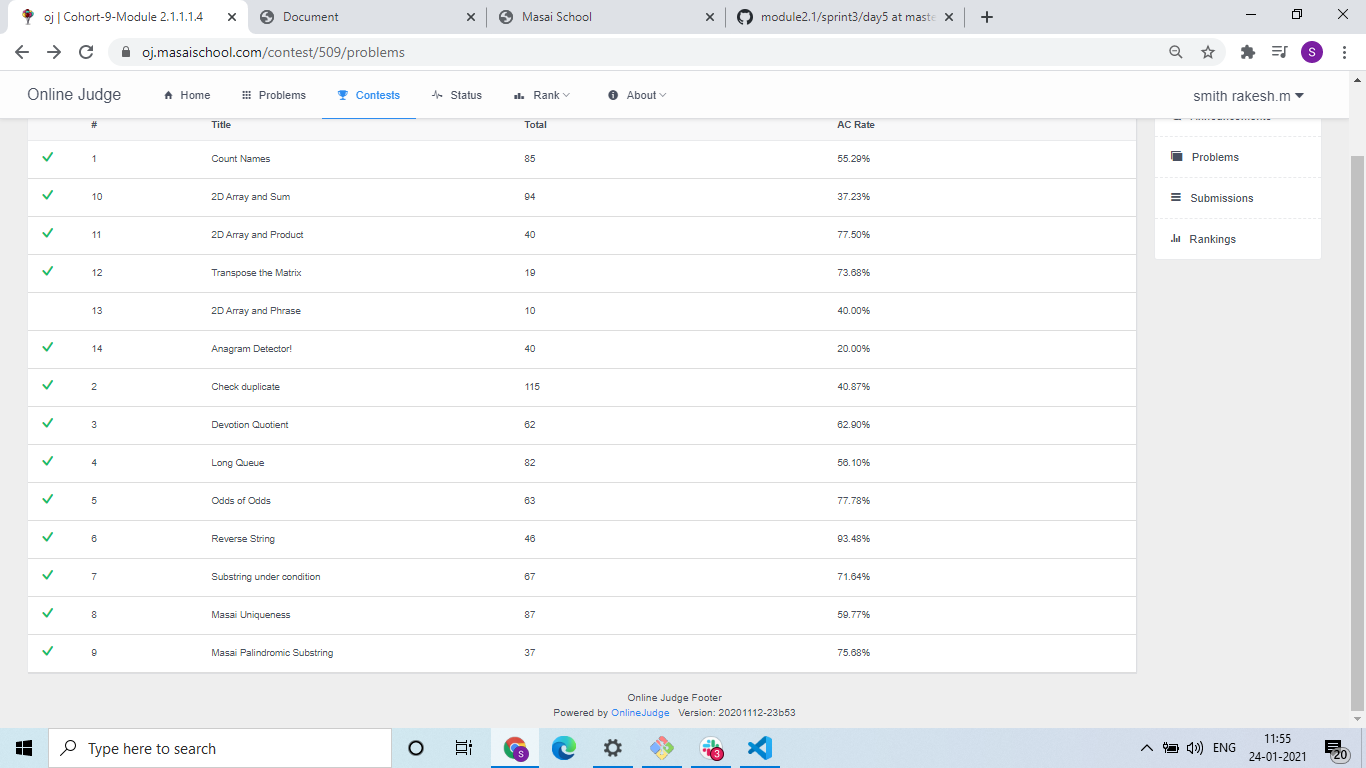 oj | Cohort-9-Module 2.1.1.1.4
Document
Masai School
module2.1/sprint3/day5 at maste
oj.masaischool.com/contest/509/problems
S
Online Judge
Home
Problems
Contests
Status
Rank
About
smith rakesh.m
# Title Total AC Rate
1 Count Names 85 55.29%
10 2D Array and Sum 94 37.23%
11 2D Array and Product 40 77.50%
12 Transpose the Matrix 19 73.68%
13 2D Array and Phrase 10 40.00%
14 Anagram Detector! 40 20.00%
2 Check duplicate 115 40.87%
3 Devotion Quotient 62 62.90%
4 Long Queue 82 56.10%
5 Odds of Odds 63 77.78%
6 Reverse String 46 93.48%
7 Substring under condition 67 71.64%
8 Masai Uniqueness 87 59.77%
9 Masai Palindromic Substring 37 75.68%
Announcements
Problems
Submissions
Rankings
Online Judge Footer
Powered by OnlineJudge Version: 20201112-23b53
Type here to search
S
3
ENG
11:55
24-01-2021
20